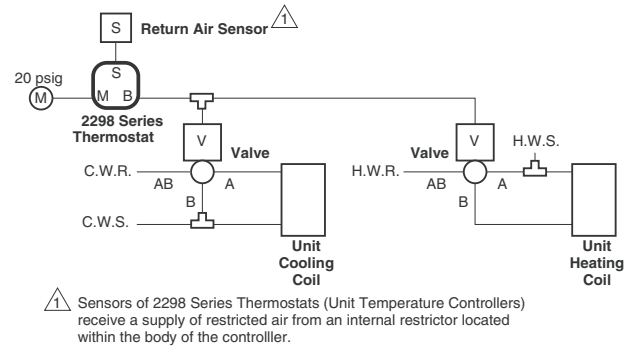 S Return Air Sensor 1
20 psig
S
M M B
2298 Series
Thermostat
V V
Valve Valve
H.W.S.
C.W.R. AB A
H.W.R. AB A
B B
C.W.S.
Unit
Cooling
Coil
Unit
Heating
Coil
1 Sensors of 2298 Series Thermostats (Unit Temperature Controllers)
receive a supply of restricted air from an internal restrictor located
within the body of the controlller.